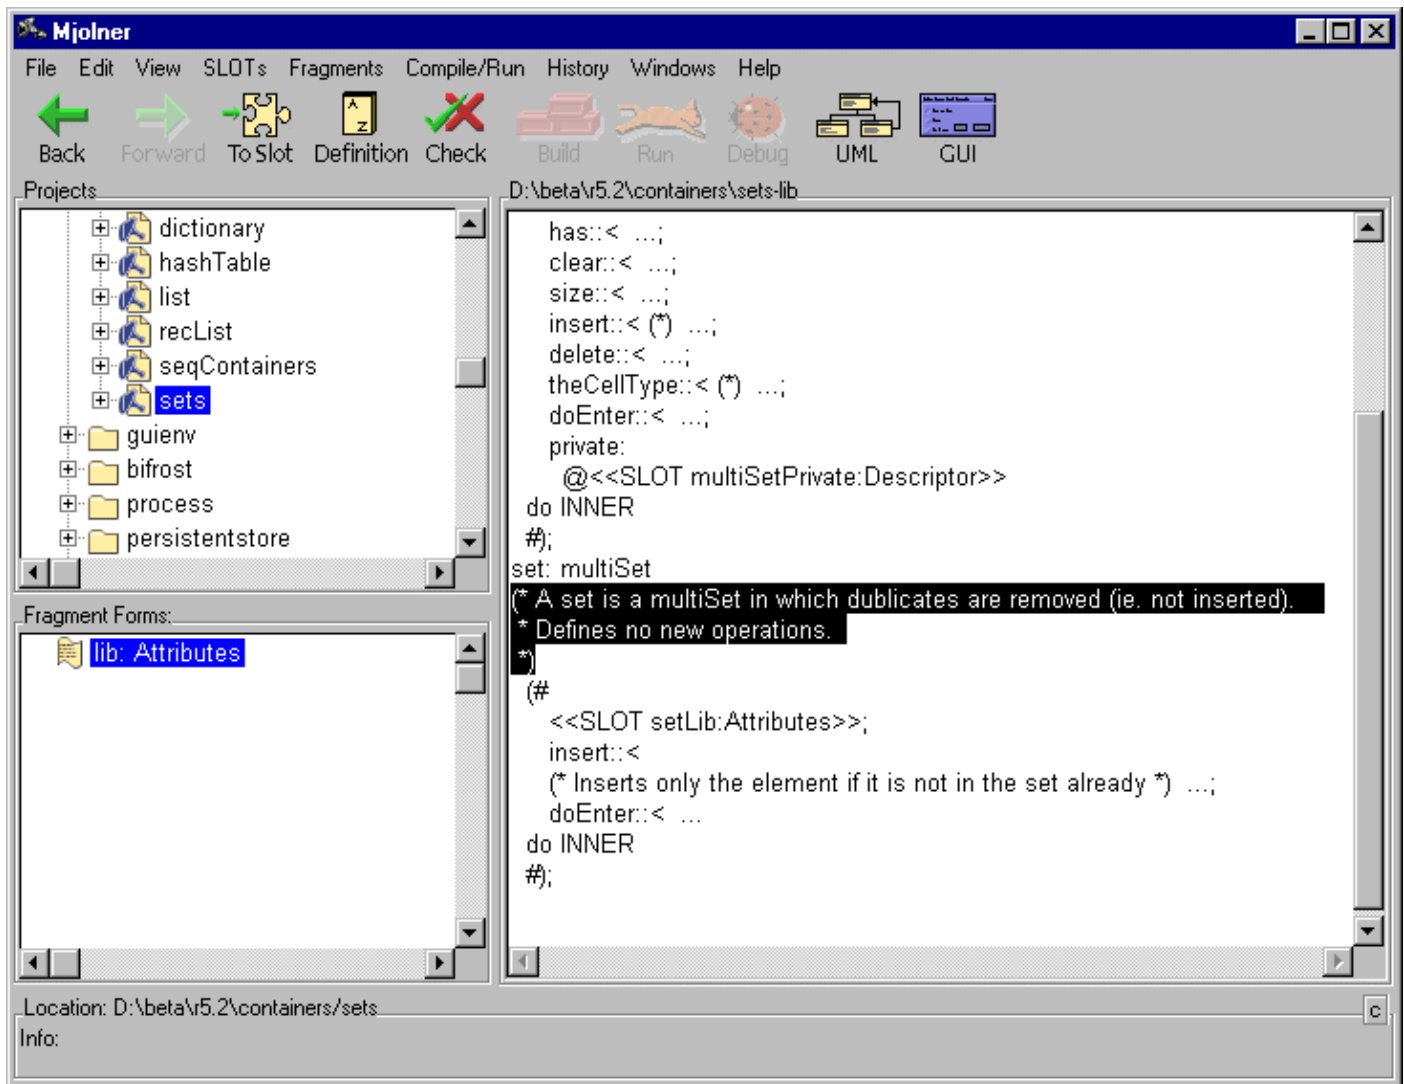 Mjolner
File Edit View SLOTs Fragments Compile/Run History Windows Help
A
Z
Back Forward To Slot Definition Check Build Run Debug UML GUI
Projects
dictionary
hashTable
list
recList
seqContainers
sets
guienv
bifrost
process
persistentstore
Fragment Forms:
lib: Attributes
D:\beta\r5.2\containers\sets-lib
has::< ...;
clear::< ...;
size::< ...;
insert::< (*) ...;
delete::< ...;
theCellType::< (*) ...;
doEnter::< ...;
private:
@<<SLOT multiSetPrivate:Descriptor>>
do INNER
#);
set: multiSet
(* A set is a multiSet in which dublicates are removed (ie. not inserted).
* Defines no new operations.
*)
(#
<<SLOT setLib:Attributes>>;
insert::<
(* Inserts only the element if it is not in the set already *) ...;
doEnter::< ...
do INNER
#);
Location: D:\beta\r5.2\containers/sets
c
Info: